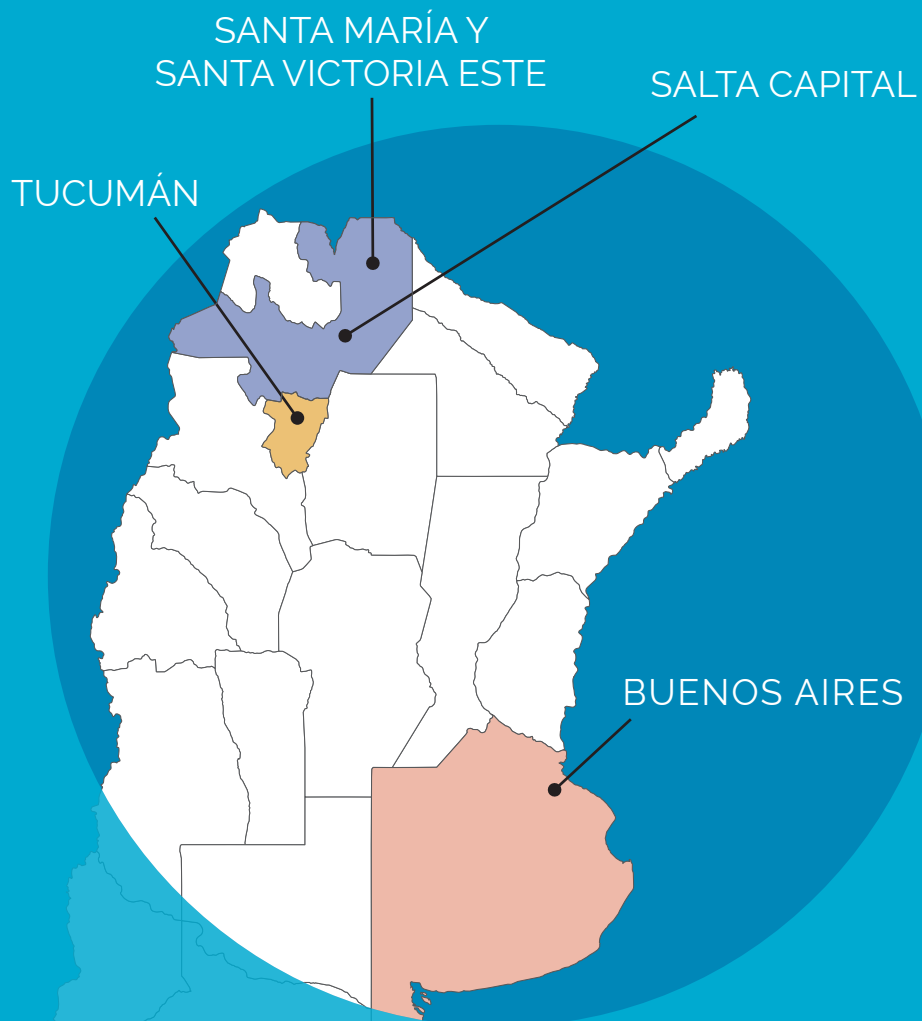 SANTA MARÍA Y
SANTA VICTORIA ESTE
SALTA CAPITAL
TUCUMÁN
BUENOS AIRES